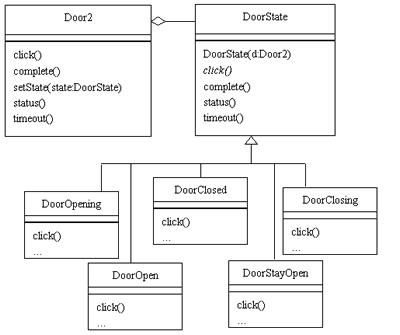 Door2
click()
complete()
setState(state:DoorState)
status()
timeout()
DoorState
DoorState(d:Door2)
click()
complete()
status()
timeout()
DoorOpening
click()
...
DoorClosed
click()
...
DoorClosing
click()
...
DoorOpen
click()
...
DoorStayOpen
click()
...